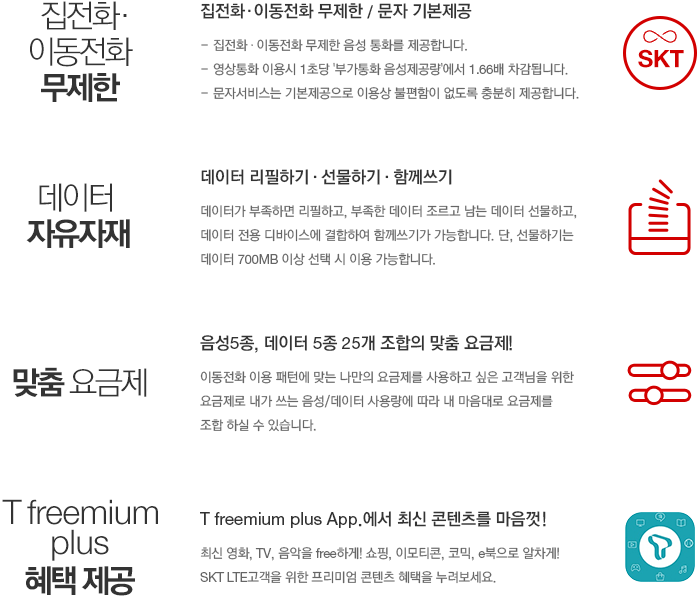 집전화·
이동전화
무제한
집전화·이동전화 무제한 / 문자 기본제공
- 집전화·이동전화 무제한 음성 통화를 제공합니다.
- 영상통화 이용시 1초당 '부가통화 음성제공량'에서 1.66배 차감됩니다.
- 문자서비스는 기본제공으로 이용상 불편함이 없도록 충분히 제공합니다.
SKT
데이터
자유자재
데이터 리필하기 · 선물하기 · 함께쓰기
데이터가 부족하면 리필하고, 부족한 데이터 조르고 남는 데이터 선물하고,
데이터 전용 디바이스에 결합하여 함께쓰기가 가능합니다. 단, 선물하기는
데이터 700MB 이상 선택 시 이용 가능합니다.
맞춤 요금제
음성5종, 데이터 5종 25개 조합의 맞춤 요금제!
이동전화 이용 패턴에 맞는 나만의 요금제를 사용하고 싶은 고객님을 위한
요금제로 내가 쓰는 음성/데이터 사용량에 따라 내 마음대로 요금제를
조합 하실 수 있습니다.
T freemium
plus
혜택 제공
T freemium plus App.에서 최신 콘텐츠를 마음껏!
최신 영화, TV, 음악을 free하게! 쇼핑, 이모티콘, 코믹, e북으로 알차게!
SKT LTE고객을 위한 프리미엄 콘텐츠 혜택을 누려보세요.